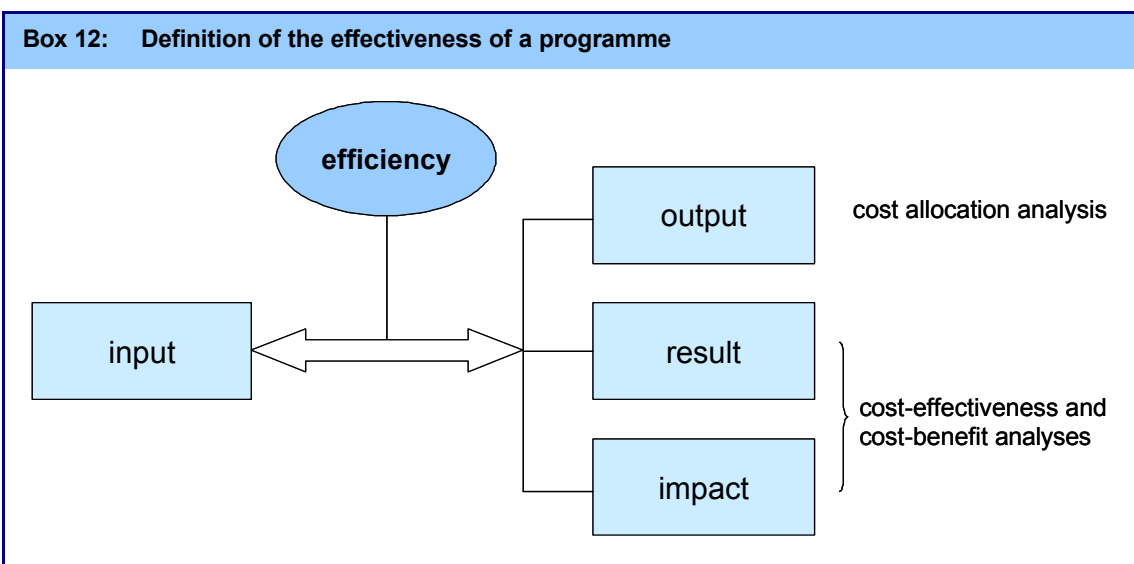 Box 12: Definition of the effectiveness of a programme
efficiency
output
cost allocation analysis
input
result
cost-effectiveness and
cost-benefit analyses
impact